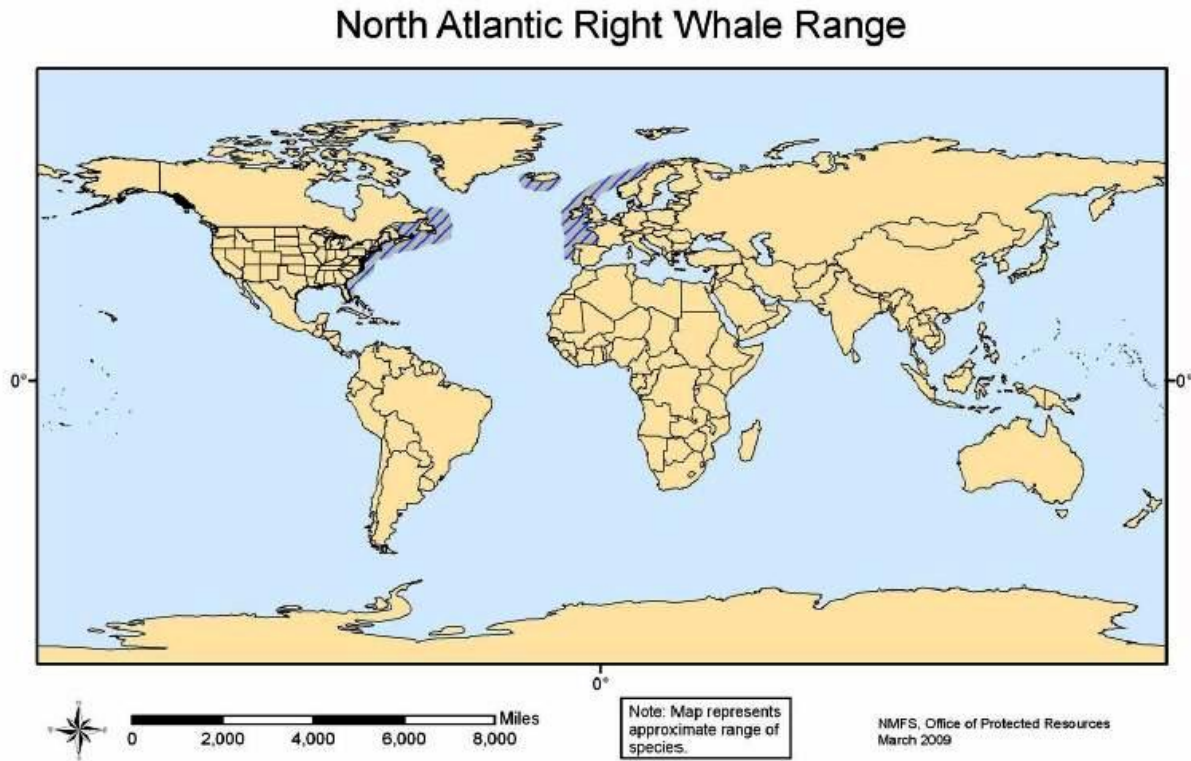 North Atlantic Right Whale Range
0°
0°
0°
Miles
0 2,000 4,000 6,000 8,000
Note: Map represents
approximate range of
species.
NMFS, Office of Protected Resources
March 2009